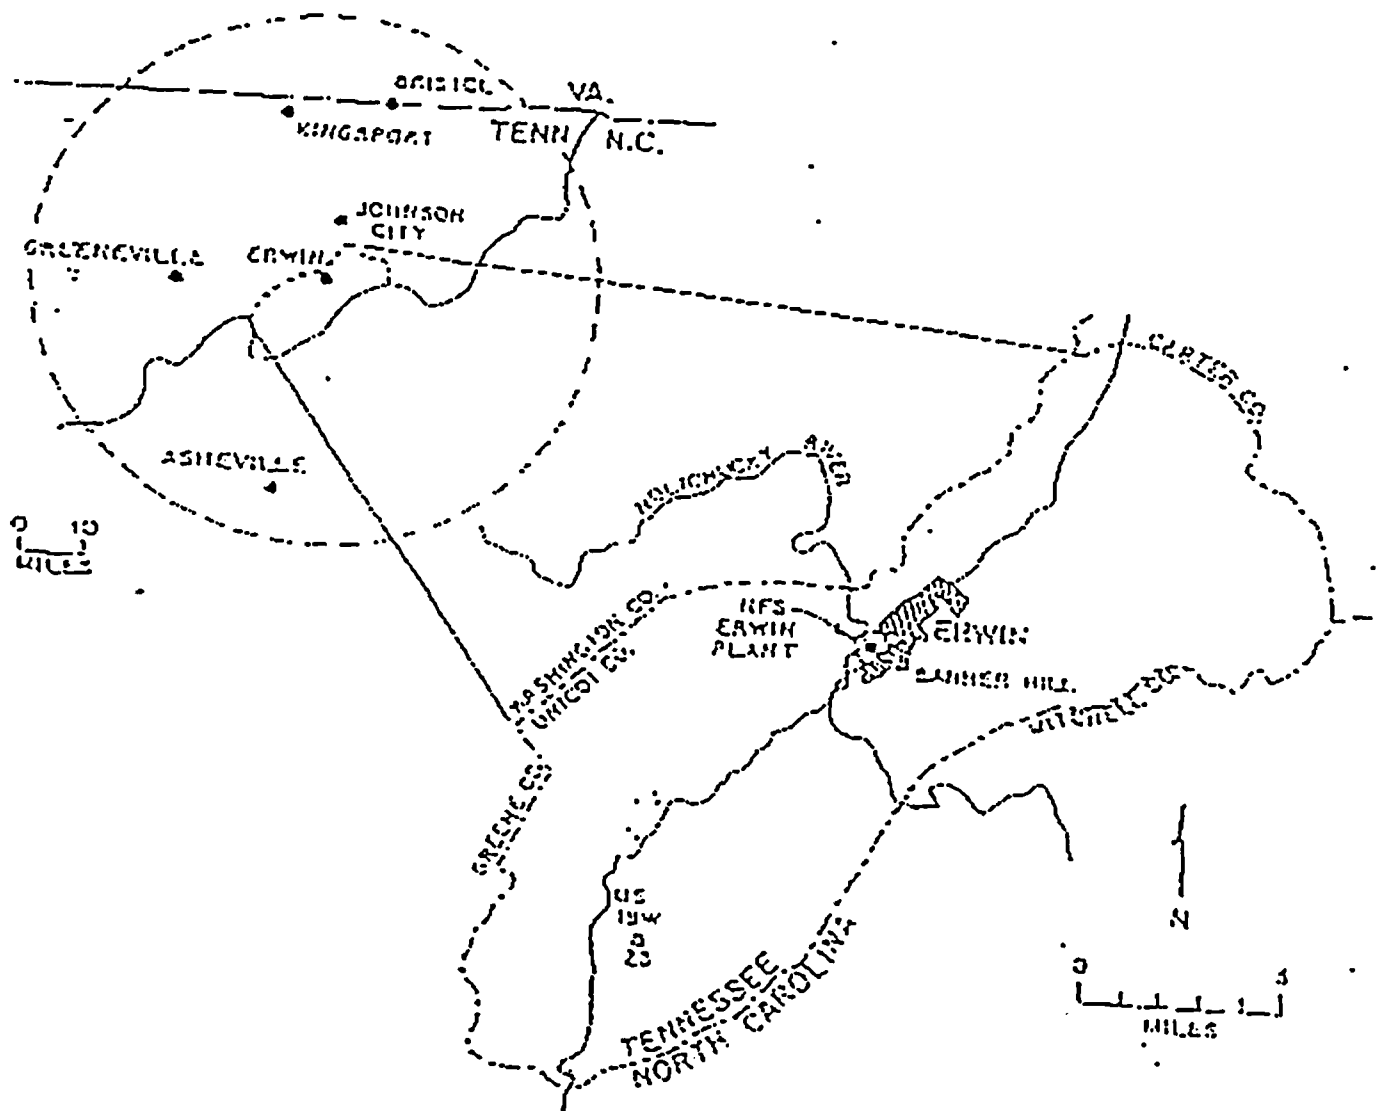 BRISTOL
VA.
KINGSPORT
TENN
N.C.
JOHNSON
CITY
GREENEVILLE
ERWIN
ASHEVILLE
0 10
MILES
CARTER CO.
NOLICHUCKY RIVER
NFS
ERWIN
PLANT
ERWIN
BANNER HILL
WASHINGTON CO.
UNICOI CO.
MITCHELL CO.
GREENE CO.
US
19W
23
TENNESSEE
NORTH CAROLINA
N
0 5
MILES